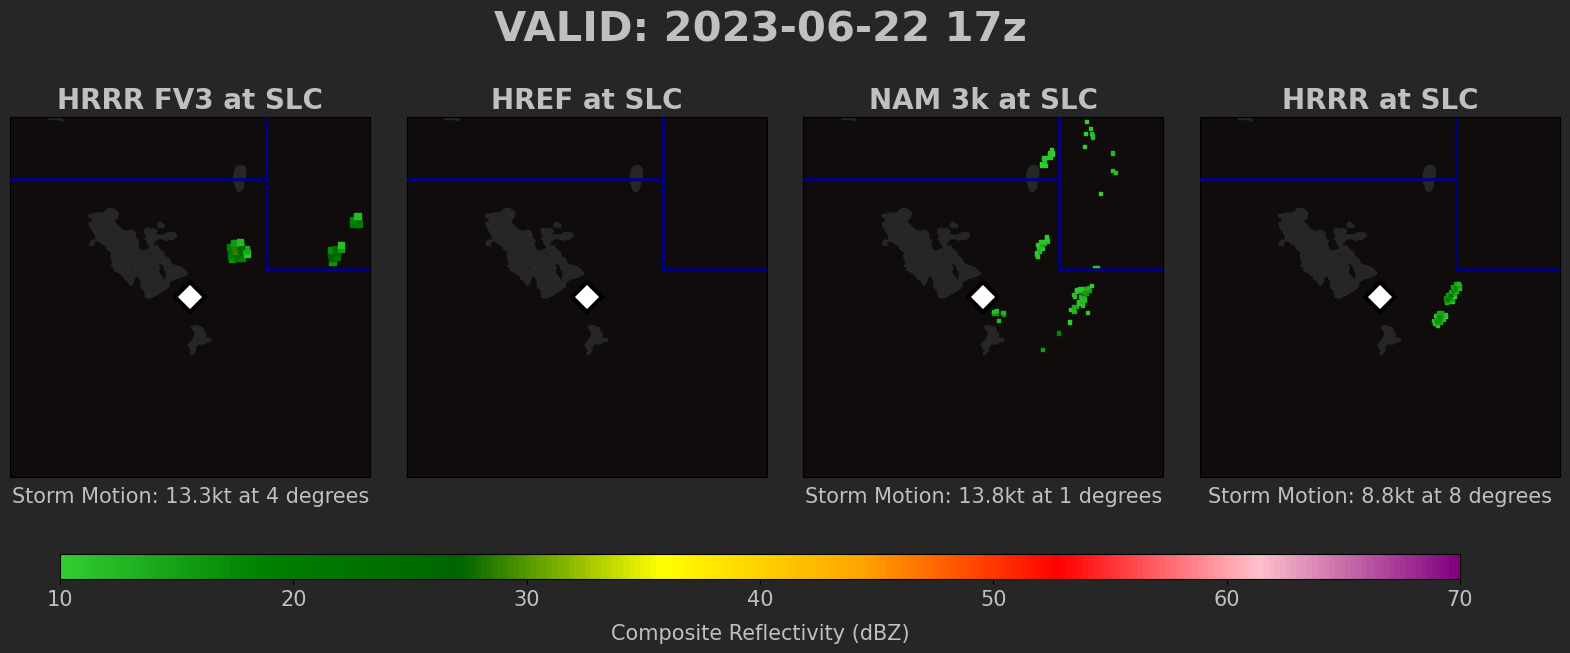 VALID: 2023-06-22 17z
HRRR FV3 at SLC
HREF at SLC
NAM 3k at SLC
HRRR at SLC
Storm Motion: 13.3kt at 4 degrees
Storm Motion: 13.8kt at 1 degrees
Storm Motion: 8.8kt at 8 degrees
10 20 30 40 50 60 70
Composite Reflectivity (dBZ)